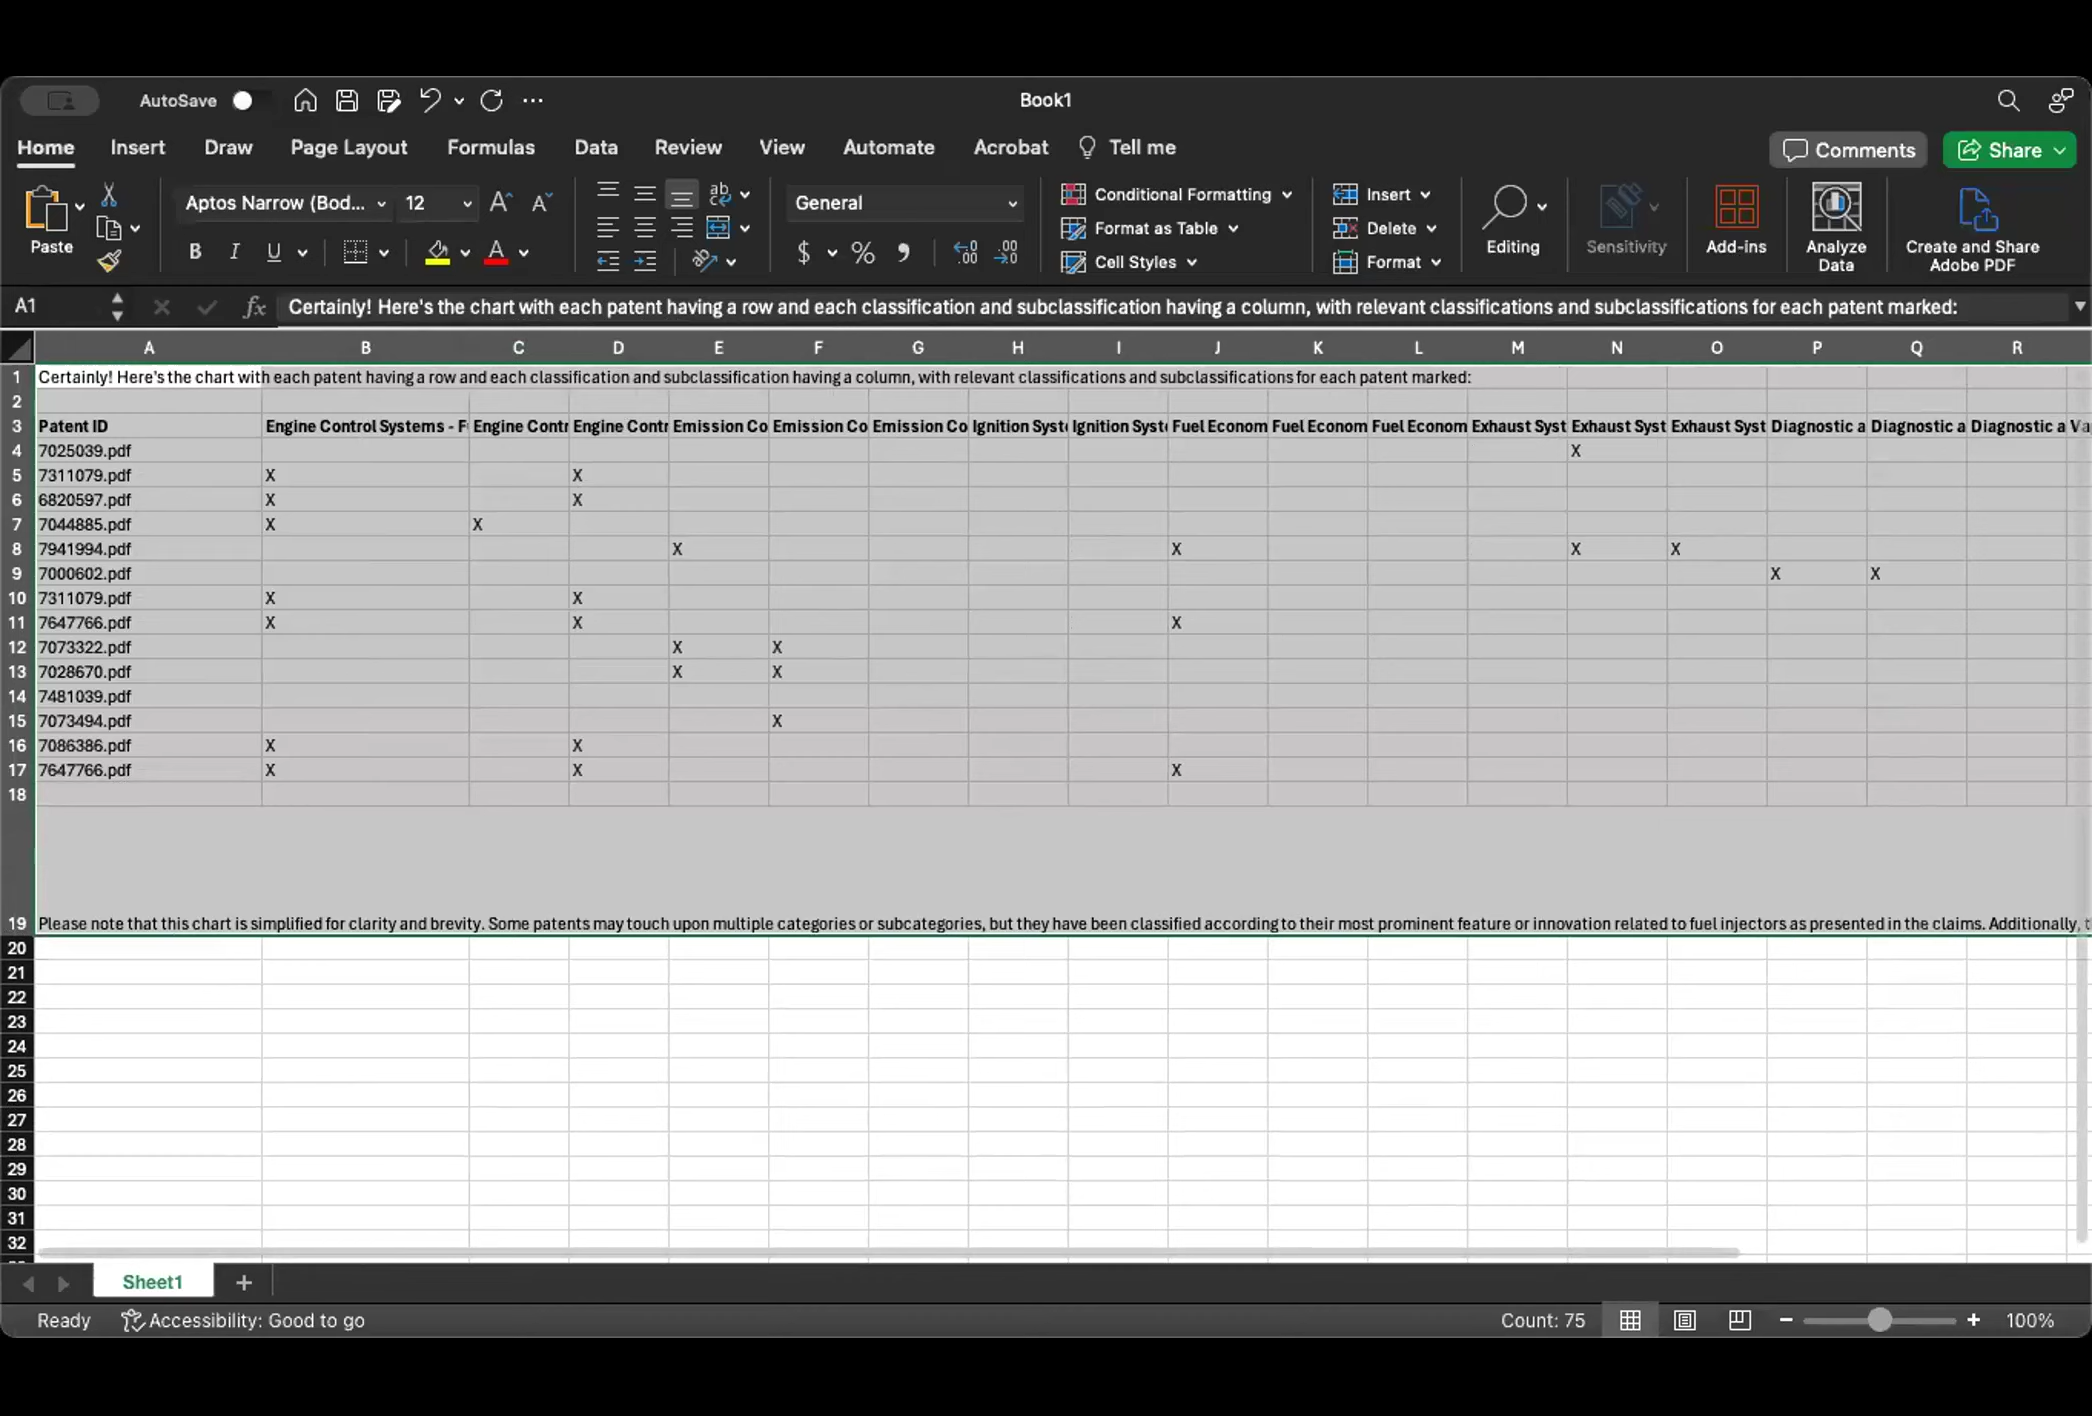 AutoSave
Book1
Home Insert Draw Page Layout Formulas Data Review View Automate Acrobat Tell me
Comments Share
Paste
Aptos Narrow (Bod... 12
B I U A
General
$ % 9
Conditional Formatting
Format as Table
Cell Styles
Insert
Delete
Format
Editing
Sensitivity
Add-ins
Analyze Data
Create and Share Adobe PDF
A1 fx Certainly! Here's the chart with each patent having a row and each classification and subclassification having a column, with relevant classifications and subclassifications for each patent marked:
A B C D E F G H I J K L M N O P Q R
1 Certainly! Here's the chart with each patent having a row and each classification and subclassification having a column, with relevant classifications and subclassifications for each patent marked:
2
3 Patent ID Engine Control Systems - F Engine Contr Engine Contr Emission Co Emission Co Emission Co Ignition Syst Ignition Syst Fuel Econom Fuel Econom Fuel Econom Exhaust Syst Exhaust Syst Exhaust Syst Diagnostic a Diagnostic a Diagnostic a Va
4 7025039.pdf X
5 7311079.pdf X X
6 6820597.pdf X X
7 7044885.pdf X X
8 7941994.pdf X X X X
9 7000602.pdf X X
10 7311079.pdf X X
11 7647766.pdf X X X
12 7073322.pdf X X
13 7028670.pdf X X
14 7481039.pdf
15 7073494.pdf X
16 7086386.pdf X X
17 7647766.pdf X X X
18
19 Please note that this chart is simplified for clarity and brevity. Some patents may touch upon multiple categories or subcategories, but they have been classified according to their most prominent feature or innovation related to fuel injectors as presented in the claims. Additionally, t
20
21
22
23
24
25
26
27
28
29
30
31
32
Sheet1 +
Ready Accessibility: Good to go Count: 75 100%